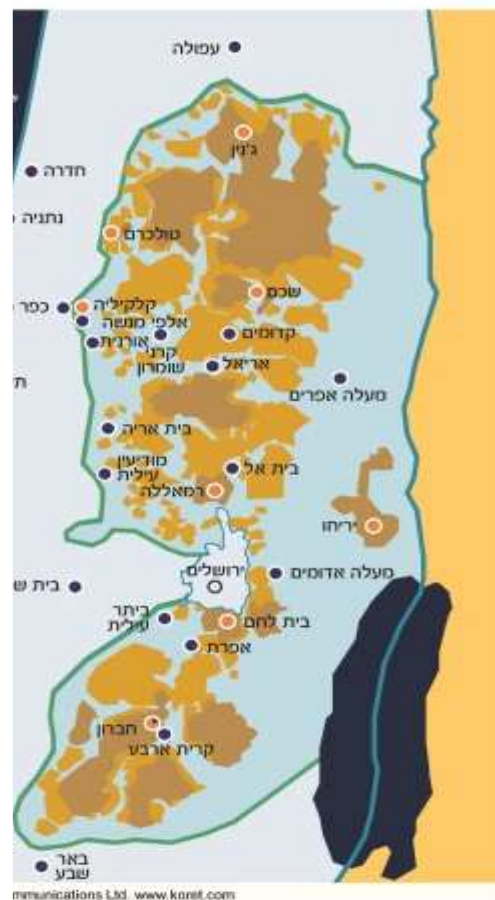 עפולה
ג'נין
חדרה
נתניה
טולכרם
שכם
קלקיליה
כפר
אלפי מנשה
קדומים
אורנית
קרני
שומרון
אריאל
מעלה אפרים
בית אריה
מודיעין
עילית
בית אל
רמאללה
יריחו
ירושלים
מעלה אדומים
בית ש
ביתר
עילית
בית לחם
אפרת
חברון
קרית ארבע
באר
שבע
mmunications Ltd. www.koret.com